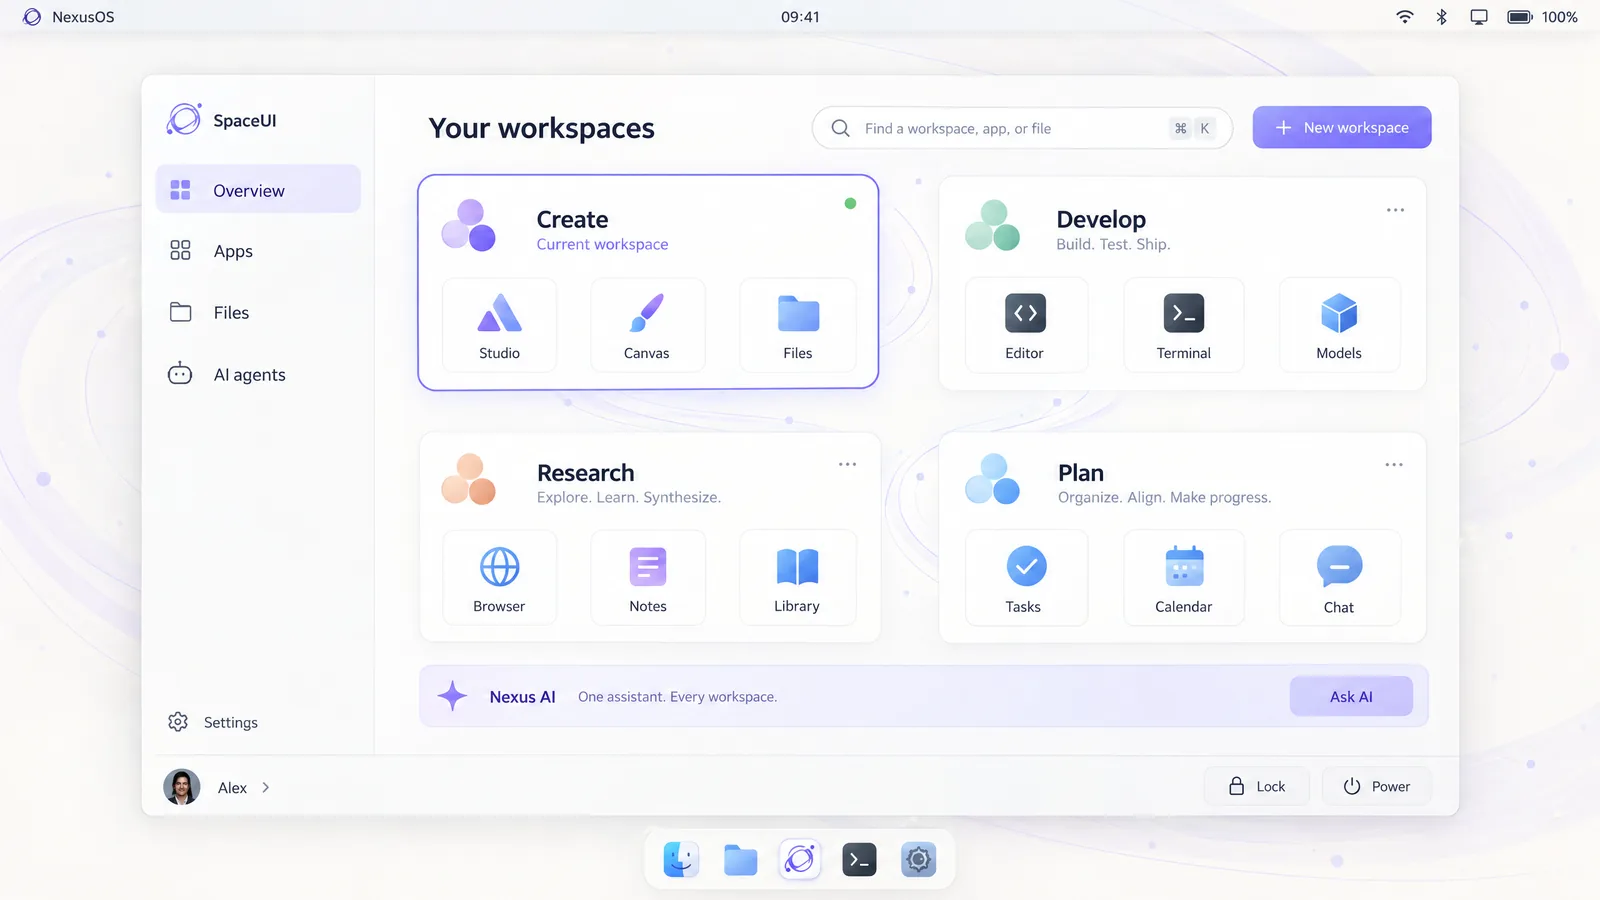 NexusOS
09:41
100%
SpaceUI
Overview
Apps
Files
AI agents
Settings
Alex
Your workspaces
Find a workspace, app, or file
⌘ K
New workspace
Create
Current workspace
Studio
Canvas
Files
Develop
Build. Test. Ship.
Editor
Terminal
Models
Research
Explore. Learn. Synthesize.
Browser
Notes
Library
Plan
Organize. Align. Make progress.
Tasks
Calendar
Chat
Nexus AI
One assistant. Every workspace.
Ask AI
Lock
Power